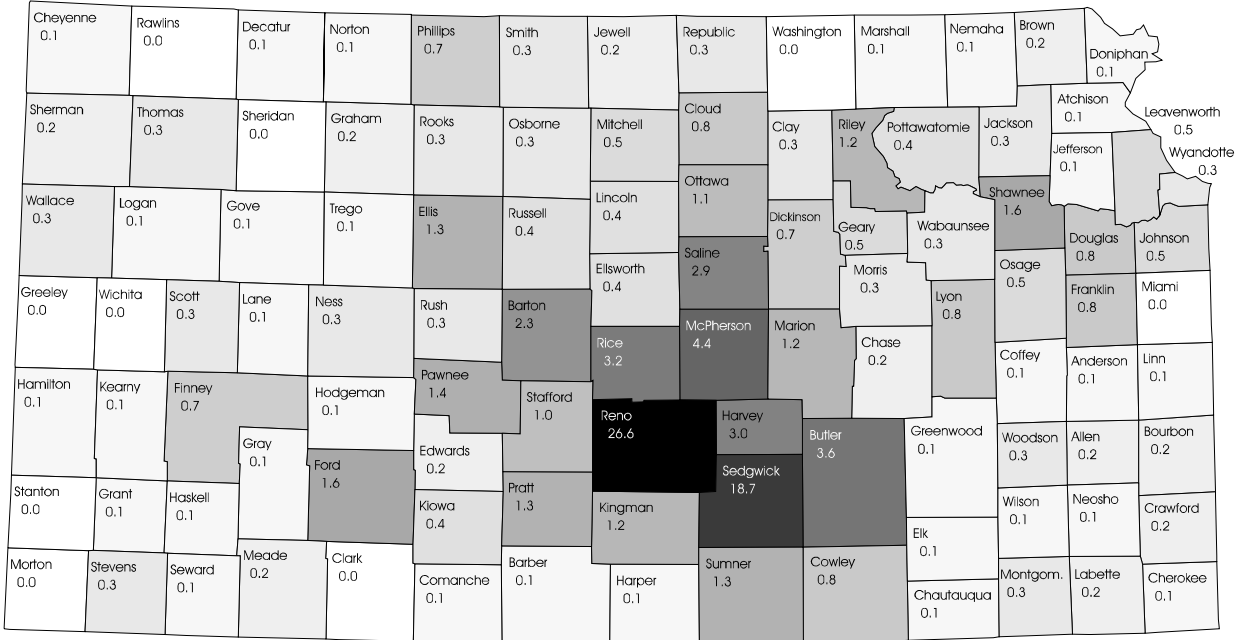 Cheyenne
0.1
Rawlins
0.0
Decatur
0.1
Norton
0.1
Phillips
0.7
Smith
0.3
Jewell
0.2
Republic
0.3
Washington
0.0
Marshall
0.1
Nemaha
0.1
Brown
0.2
Doniphan
0.1
Sherman
0.2
Thomas
0.3
Sheridan
0.0
Graham
0.2
Rooks
0.3
Osborne
0.3
Mitchell
0.5
Cloud
0.8
Clay
0.3
Riley
1.2
Pottawatomie
0.4
Jackson
0.3
Atchison
0.1
Jefferson
0.1
Leavenworth
0.5
Wyandotte
0.3
Wallace
0.3
Logan
0.1
Gove
0.1
Trego
0.1
Ellis
1.3
Russell
0.4
Lincoln
0.4
Ottawa
1.1
Saline
2.9
Dickinson
0.7
Geary
0.5
Wabaunsee
0.3
Shawnee
1.6
Douglas
0.8
Johnson
0.5
Greeley
0.0
Wichita
0.0
Scott
0.3
Lane
0.1
Ness
0.3
Rush
0.3
Barton
2.3
Ellsworth
0.4
Rice
3.2
McPherson
4.4
Marion
1.2
Morris
0.3
Chase
0.2
Lyon
0.8
Osage
0.5
Franklin
0.8
Miami
0.0
Hamilton
0.1
Kearny
0.1
Finney
0.7
Hodgeman
0.1
Pawnee
1.4
Stafford
1.0
Reno
26.6
Harvey
3.0
Butler
3.6
Greenwood
0.1
Coffey
0.1
Anderson
0.1
Linn
0.1
Gray
0.1
Ford
1.6
Edwards
0.2
Kiowa
0.4
Pratt
1.3
Kingman
1.2
Sedgwick
18.7
Woodson
0.3
Allen
0.2
Bourbon
0.2
Stanton
0.0
Grant
0.1
Haskell
0.1
Wilson
0.1
Neosho
0.1
Crawford
0.2
Morton
0.0
Stevens
0.3
Seward
0.1
Meade
0.2
Clark
0.0
Comanche
0.1
Barber
0.1
Harper
0.1
Sumner
1.3
Cowley
0.8
Elk
0.1
Chautauqua
0.1
Montgom.
0.3
Labette
0.2
Cherokee
0.1